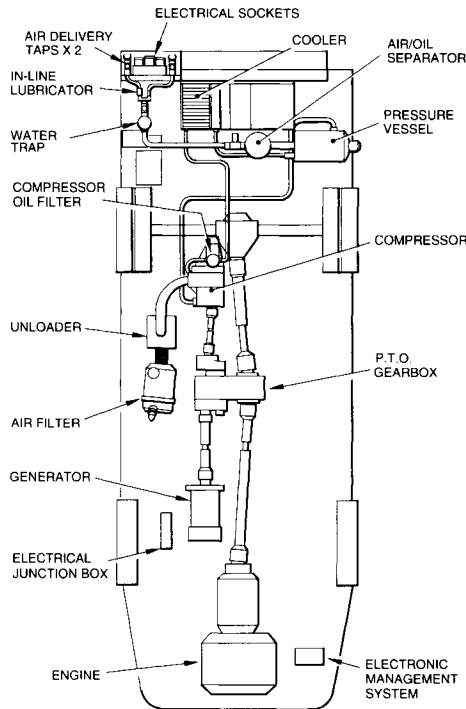 ELECTRICAL SOCKETS
AIR DELIVERY
TAPS X 2
COOLER
AIR/OIL
SEPARATOR
IN-LINE
LUBRICATOR
PRESSURE
VESSEL
WATER
TRAP
COMPRESSOR
OIL FILTER
COMPRESSOR
UNLOADER
P.T.O.
GEARBOX
AIR FILTER
GENERATOR
ELECTRICAL
JUNCTION BOX
ENGINE
ELECTRONIC
MANAGEMENT
SYSTEM